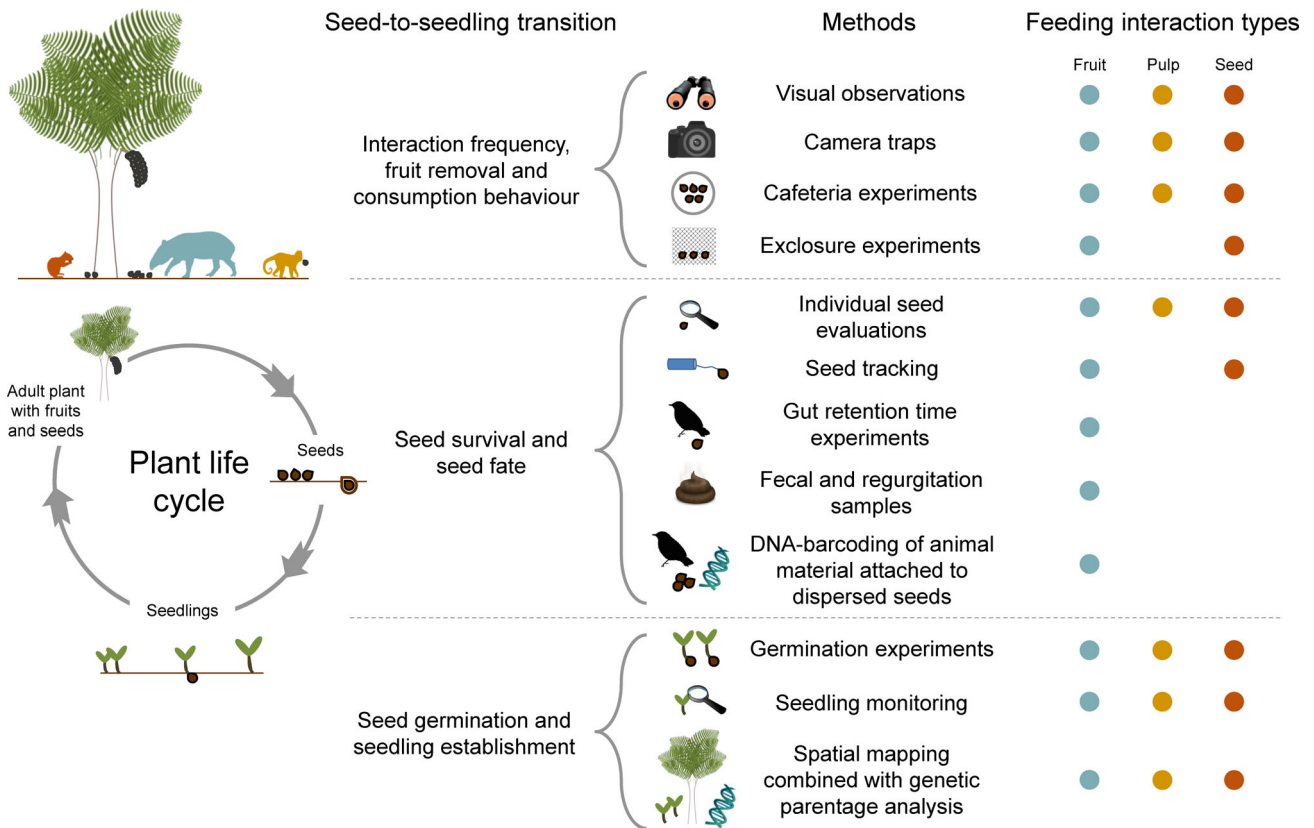 Seed-to-seedling transition
Methods
Feeding interaction types
Fruit
Pulp
Seed
Interaction frequency,
fruit removal and
consumption behaviour
Visual observations
Camera traps
Cafeteria experiments
Exclosure experiments
Adult plant
with fruits
and seeds
Plant life
cycle
Seeds
Seedlings
Seed survival and
seed fate
Individual seed
evaluations
Seed tracking
Gut retention time
experiments
Fecal and regurgitation
samples
DNA-barcoding of animal
material attached to
dispersed seeds
Seed germination and
seedling establishment
Germination experiments
Seedling monitoring
Spatial mapping
combined with genetic
parentage analysis